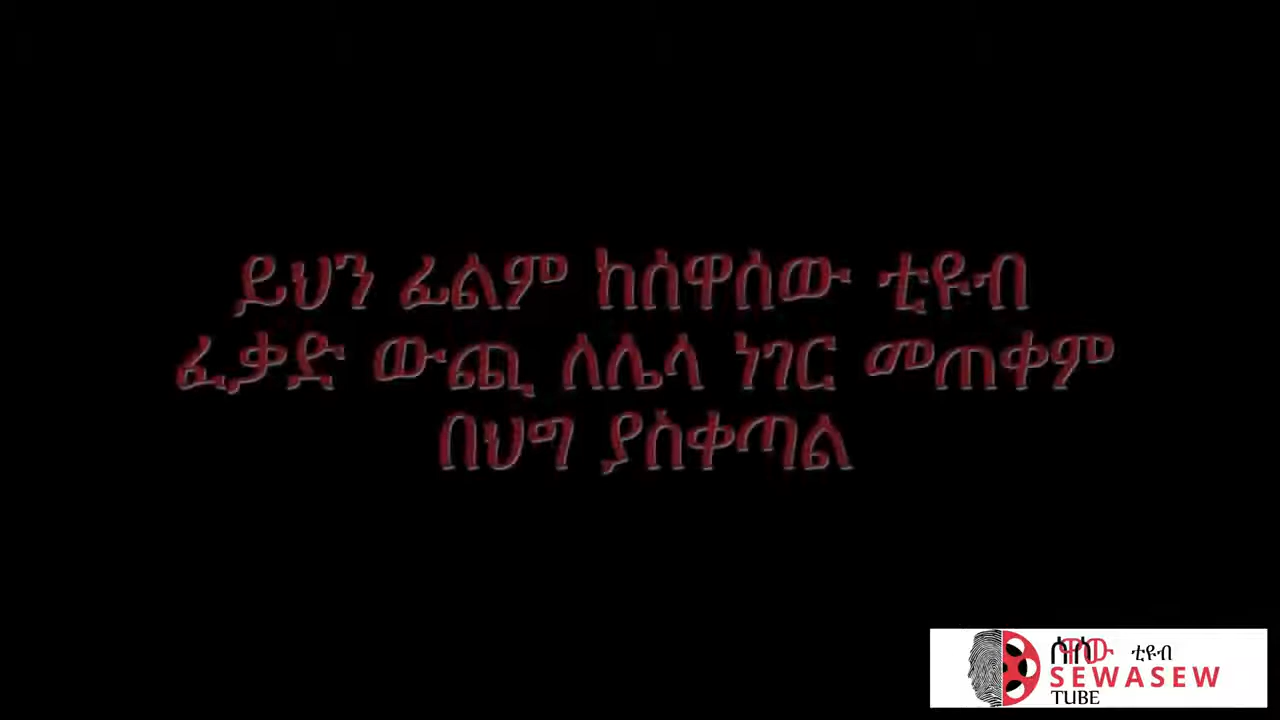 ይህን ፊልም ከሰዋሰው ቲዩብ
ፈቃድ ውጪ ለሌላ ነገር መጠቀም
በህግ ያስቀጣል
ሰዋሰው ቲዩብ
SEWASEW
TUBE